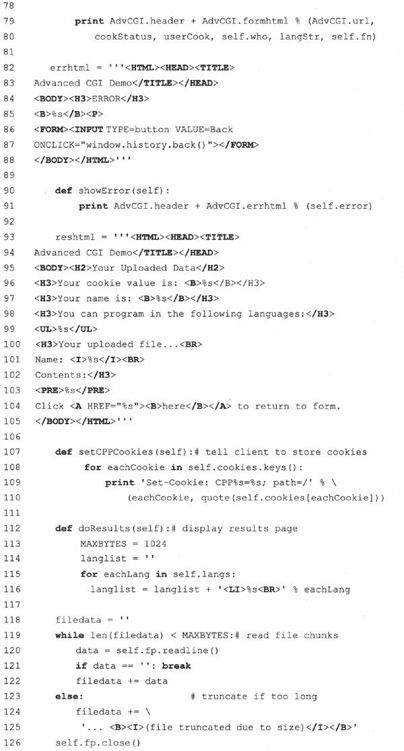 78
79 print AdvCGI.header + AdvCGI.formhtml % (AdvCGI.url,
80 cookStatus, userCook, self.who, langStr, self.fn)
81
82 errhtml = '''<HTML><HEAD><TITLE>
83 Advanced CGI Demo</TITLE></HEAD>
84 <BODY><H3>ERROR</H3>
85 <B>%s</B><P>
86 <FORM><INPUT TYPE=button VALUE=Back
87 ONCLICK="window.history.back()"></FORM>
88 </BODY></HTML>'''
89
90 def showError(self):
91 print AdvCGI.header + AdvCGI.errhtml % (self.error)
92
93 reshtml = '''<HTML><HEAD><TITLE>
94 Advanced CGI Demo</TITLE></HEAD>
95 <BODY><H2>Your Uploaded Data</H2>
96 <H3>Your cookie value is: <B>%s</B></H3>
97 <H3>Your name is: <B>%s</B></H3>
98 <H3>You can program in the following languages:</H3>
99 <UL>%s</UL>
100 <H3>Your uploaded file...<BR>
101 Name: <I>%s</I><BR>
102 Contents:</H3>
103 <PRE>%s</PRE>
104 Click <A HREF="%s"><B>here</B></A> to return to form.
105 </BODY></HTML>'''
106
107 def setCPPCookies(self):# tell client to store cookies
108 for eachCookie in self.cookies.keys():
109 print 'Set-Cookie: CPP%s=%s; path=/' % \
110 (eachCookie, quote(self.cookies[eachCookie]))
111
112 def doResults(self):# display results page
113 MAXBYTES = 1024
114 langlist = ''
115 for eachLang in self.langs:
116 langlist = langlist + '<LI>%s<BR>' % eachLang
117
118 filedata = ''
119 while len(filedata) < MAXBYTES:# read file chunks
120 data = self.fp.readline()
121 if data == '': break
122 filedata += data
123 else: # truncate if too long
124 filedata += \
125 '... <B><I>(file truncated due to size)</I></B>'
126 self.fp.close()